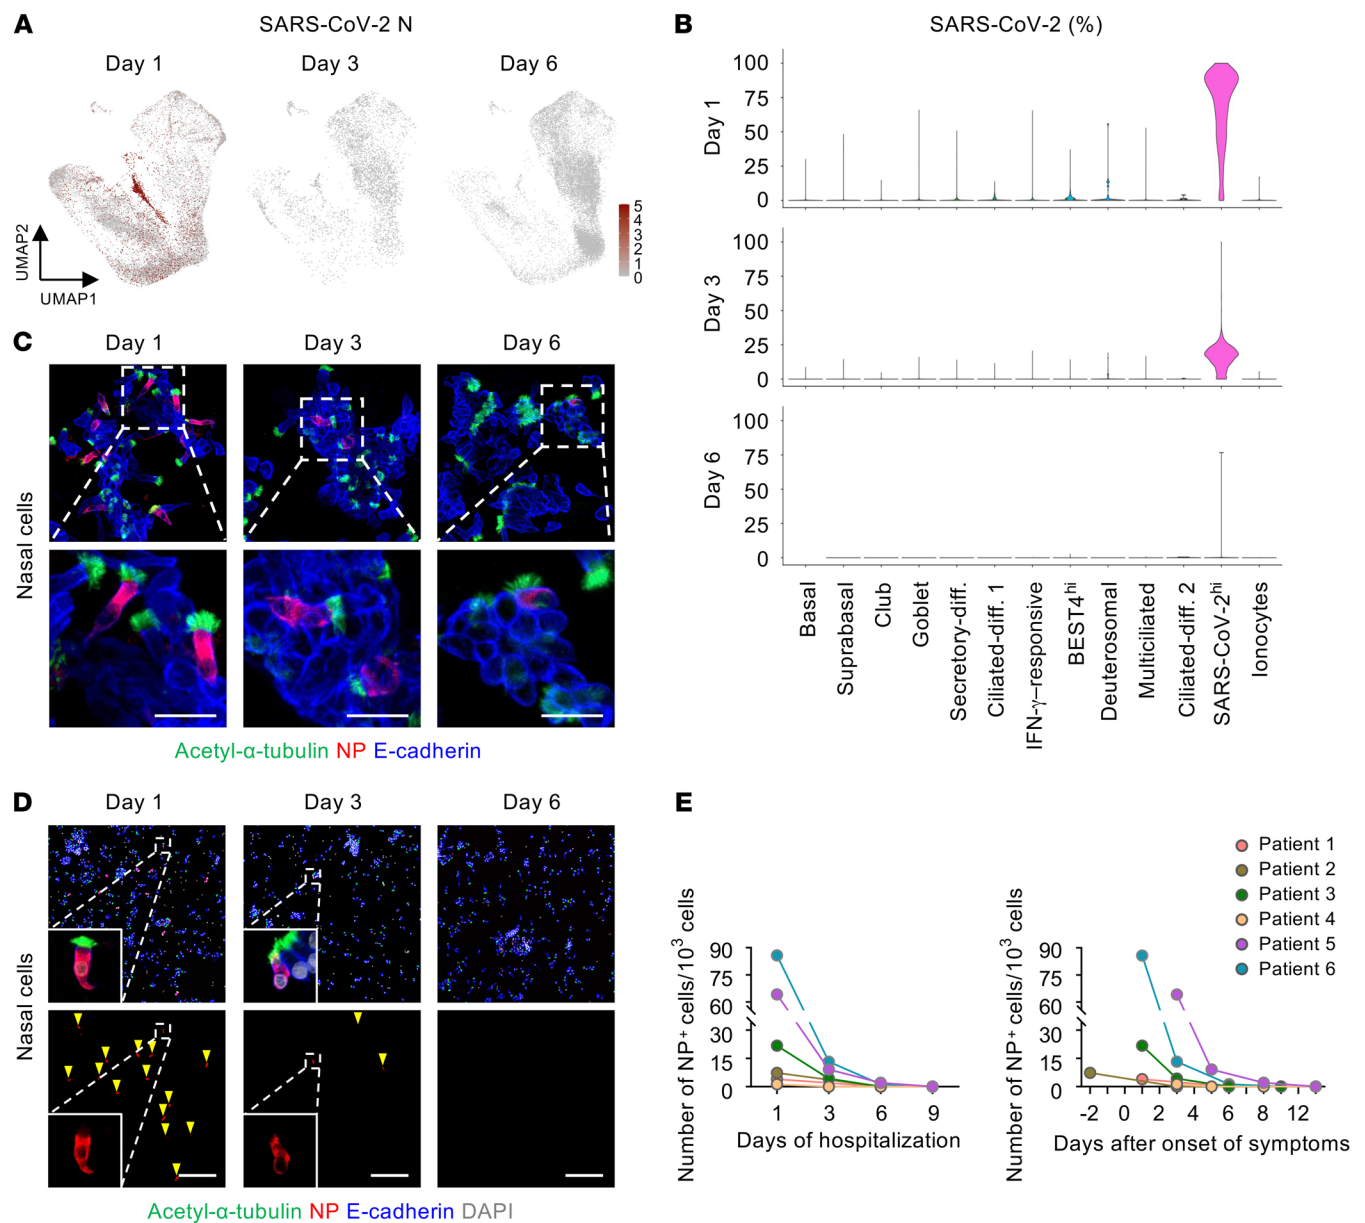 A
SARS-CoV-2 N
Day 1
Day 3
Day 6
UMAP2
UMAP1
5
4
3
2
1
0
B
SARS-CoV-2 (%)
Day 1
100
75
50
25
0
Day 3
100
75
50
25
0
Day 6
100
75
50
25
0
Basal
Suprabasal
Club
Goblet
Secretory-diff.
Ciliated-diff. 1
IFN-γ–responsive
BEST4hi
Deuterosomal
Multiciliated
Ciliated-diff. 2
SARS-CoV-2hi
Ionocytes
C
Day 1
Day 3
Day 6
Nasal cells
Acetyl-α-tubulin NP E-cadherin
D
Day 1
Day 3
Day 6
Nasal cells
Acetyl-α-tubulin NP E-cadherin DAPI
E
Patient 1
Patient 2
Patient 3
Patient 4
Patient 5
Patient 6
Number of NP+ cells/10³ cells
90
75
60
30
15
0
1
3
6
9
Days of hospitalization
Number of NP+ cells/10³ cells
90
75
60
30
15
0
-2
0
2
4
6
8
12
Days after onset of symptoms